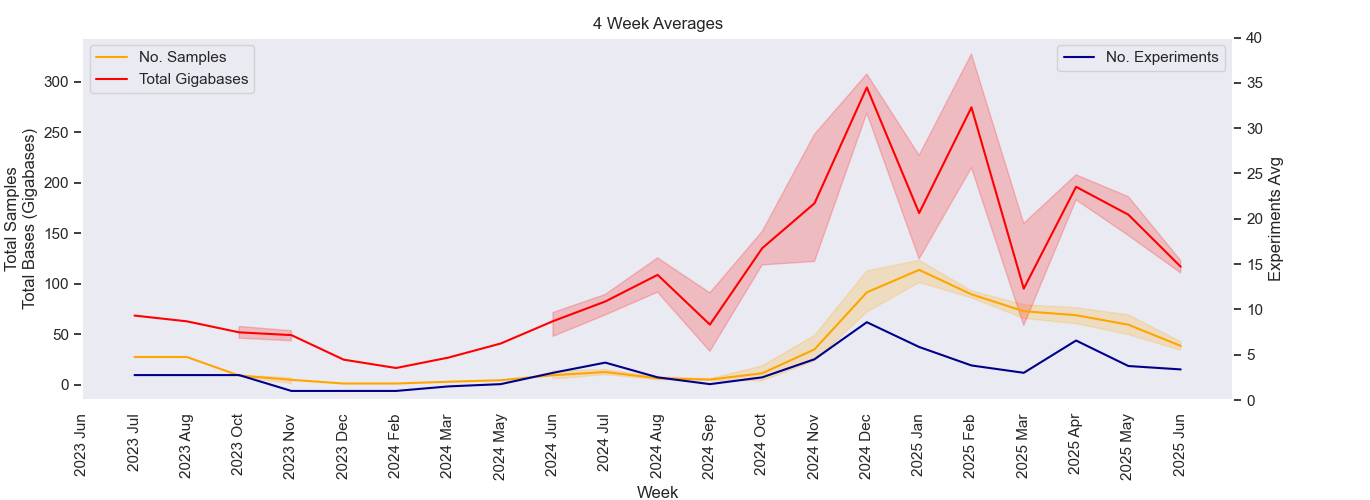 4 Week Averages
No. Samples
Total Gigabases
No. Experiments
Total Samples
Total Bases (Gigabases)
300
250
200
150
100
50
0
40
35
30
25
20
15
10
5
0
Experiments Avg
2023 Jun
2023 Jul
2023 Aug
2023 Oct
2023 Nov
2023 Dec
2024 Feb
2024 Mar
2024 May
2024 Jun
2024 Jul
2024 Aug
2024 Sep
2024 Oct
2024 Nov
2024 Dec
2025 Jan
2025 Feb
2025 Mar
2025 Apr
2025 May
2025 Jun
Week